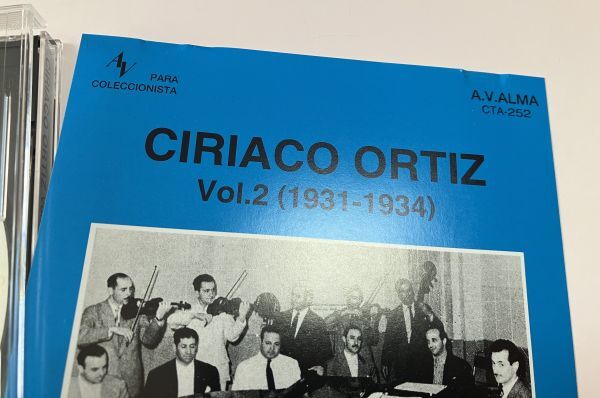 AV PARA
COLECCIONISTA
A.V.ALMA
CTA-252
CIRIACO ORTIZ
Vol.2 (1931-1934)